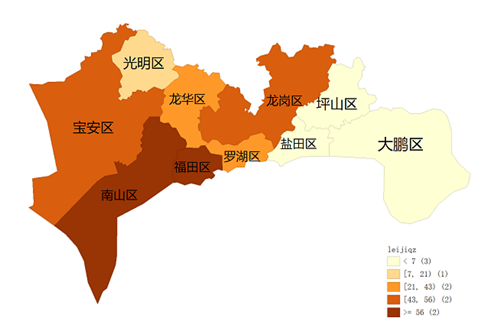 光明区
龙华区
龙岗区
坪山区
宝安区
盐田区
大鹏区
罗湖区
福田区
南山区
leijiqz
< 7 (3)
[7, 21) (1)
[21, 43) (2)
[43, 56) (2)
>= 56 (2)